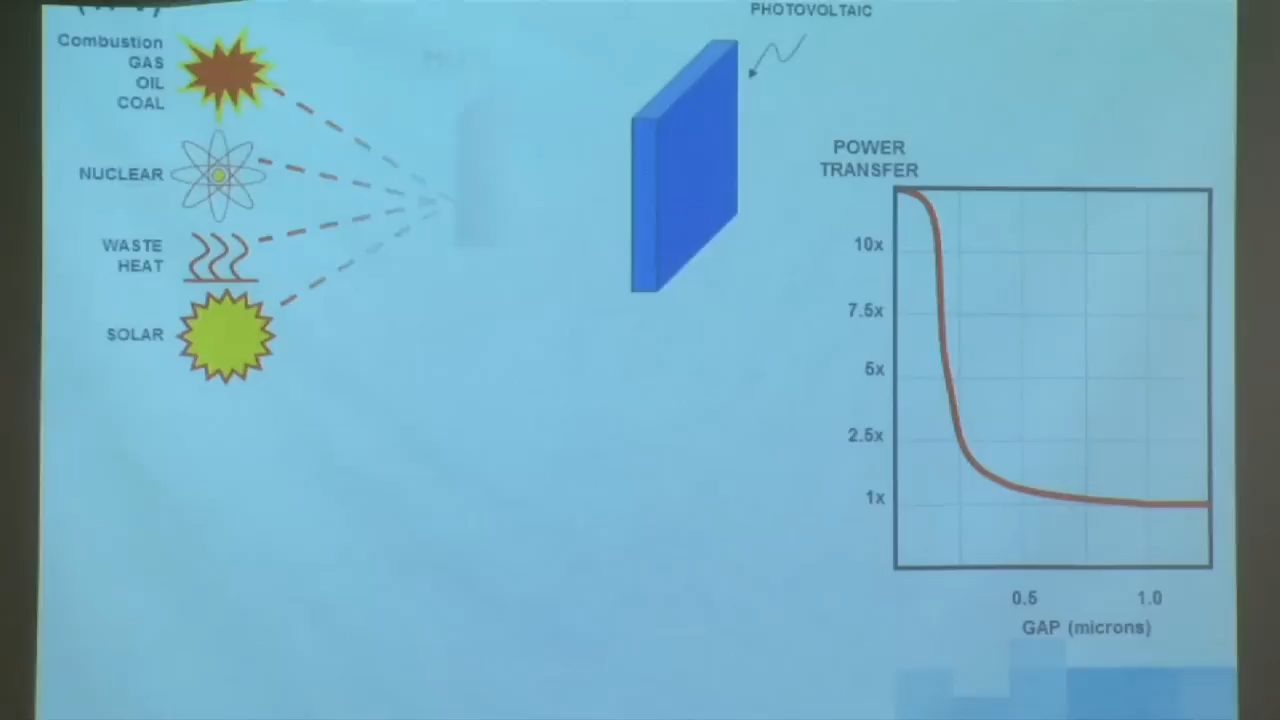 PHOTOVOLTAIC
Combustion
GAS
OIL
COAL
NUCLEAR
WASTE
HEAT
SOLAR
POWER
TRANSFER
10x
7.5x
5x
2.5x
1x
0.5 1.0
GAP (microns)